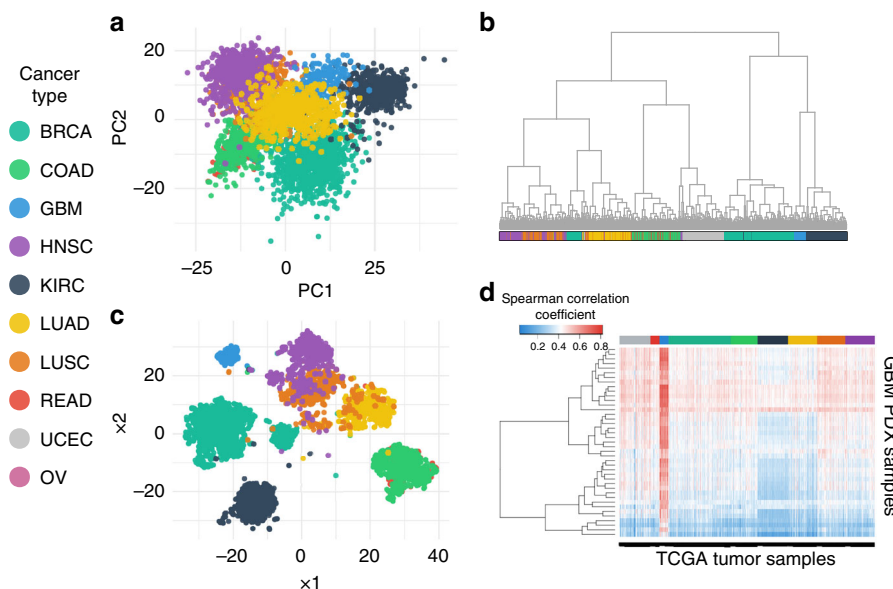 Cancer
type
BRCA
COAD
GBM
HNSC
KIRC
LUAD
LUSC
READ
UCEC
OV
a
20
0
−20
PC2
−25
0
25
PC1
b
c
20
0
−20
×2
−20
0
20
40
×1
d
Spearman correlation
coefficient
0.2
0.4
0.6
0.8
GBM PDX samples
TCGA tumor samples